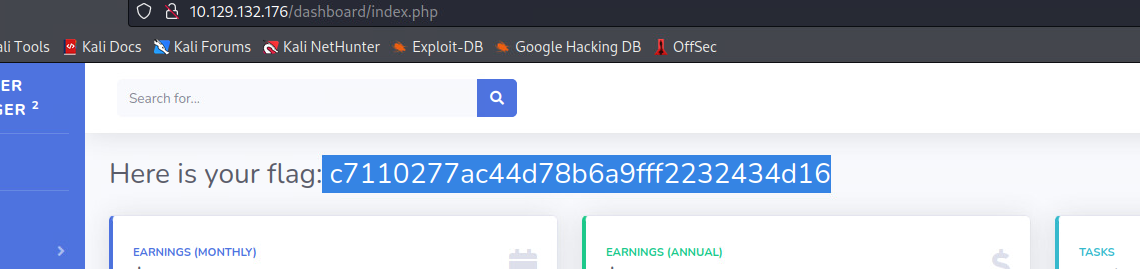 10.129.132.176/dashboard/index.php
ali Tools Kali Docs Kali Forums Kali NetHunter Exploit-DB Google Hacking DB OffSec
ER
GER 2
Search for...
Here is your flag: c7110277ac44d78b6a9fff2232434d16
EARNINGS (MONTHLY) EARNINGS (ANNUAL) TASKS